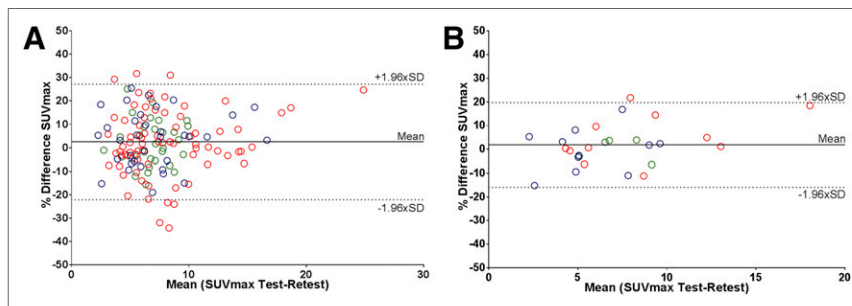 A
50
40
30
20
10
0
-10
-20
-30
-40
-50
% Difference SUVmax
+1.96xSD
Mean
-1.96xSD
0 10 20 30
Mean (SUVmax Test-Retest)
B
50
40
30
20
10
0
-10
-20
-30
-40
-50
% Difference SUVmax
+1.96xSD
Mean
-1.96xSD
0 5 10 15 20
Mean (SUVmax Test-Retest)